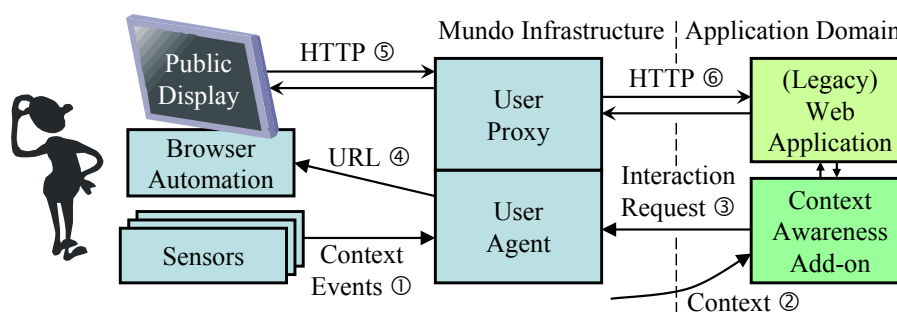 Mundo Infrastructure
Application Domain
Public
Display
HTTP ⑤
User
Proxy
HTTP ⑥
(Legacy)
Web
Application
Browser
Automation
URL ④
User
Agent
Interaction
Request ③
Context
Awareness
Add-on
Sensors
Context
Events ①
Context ②